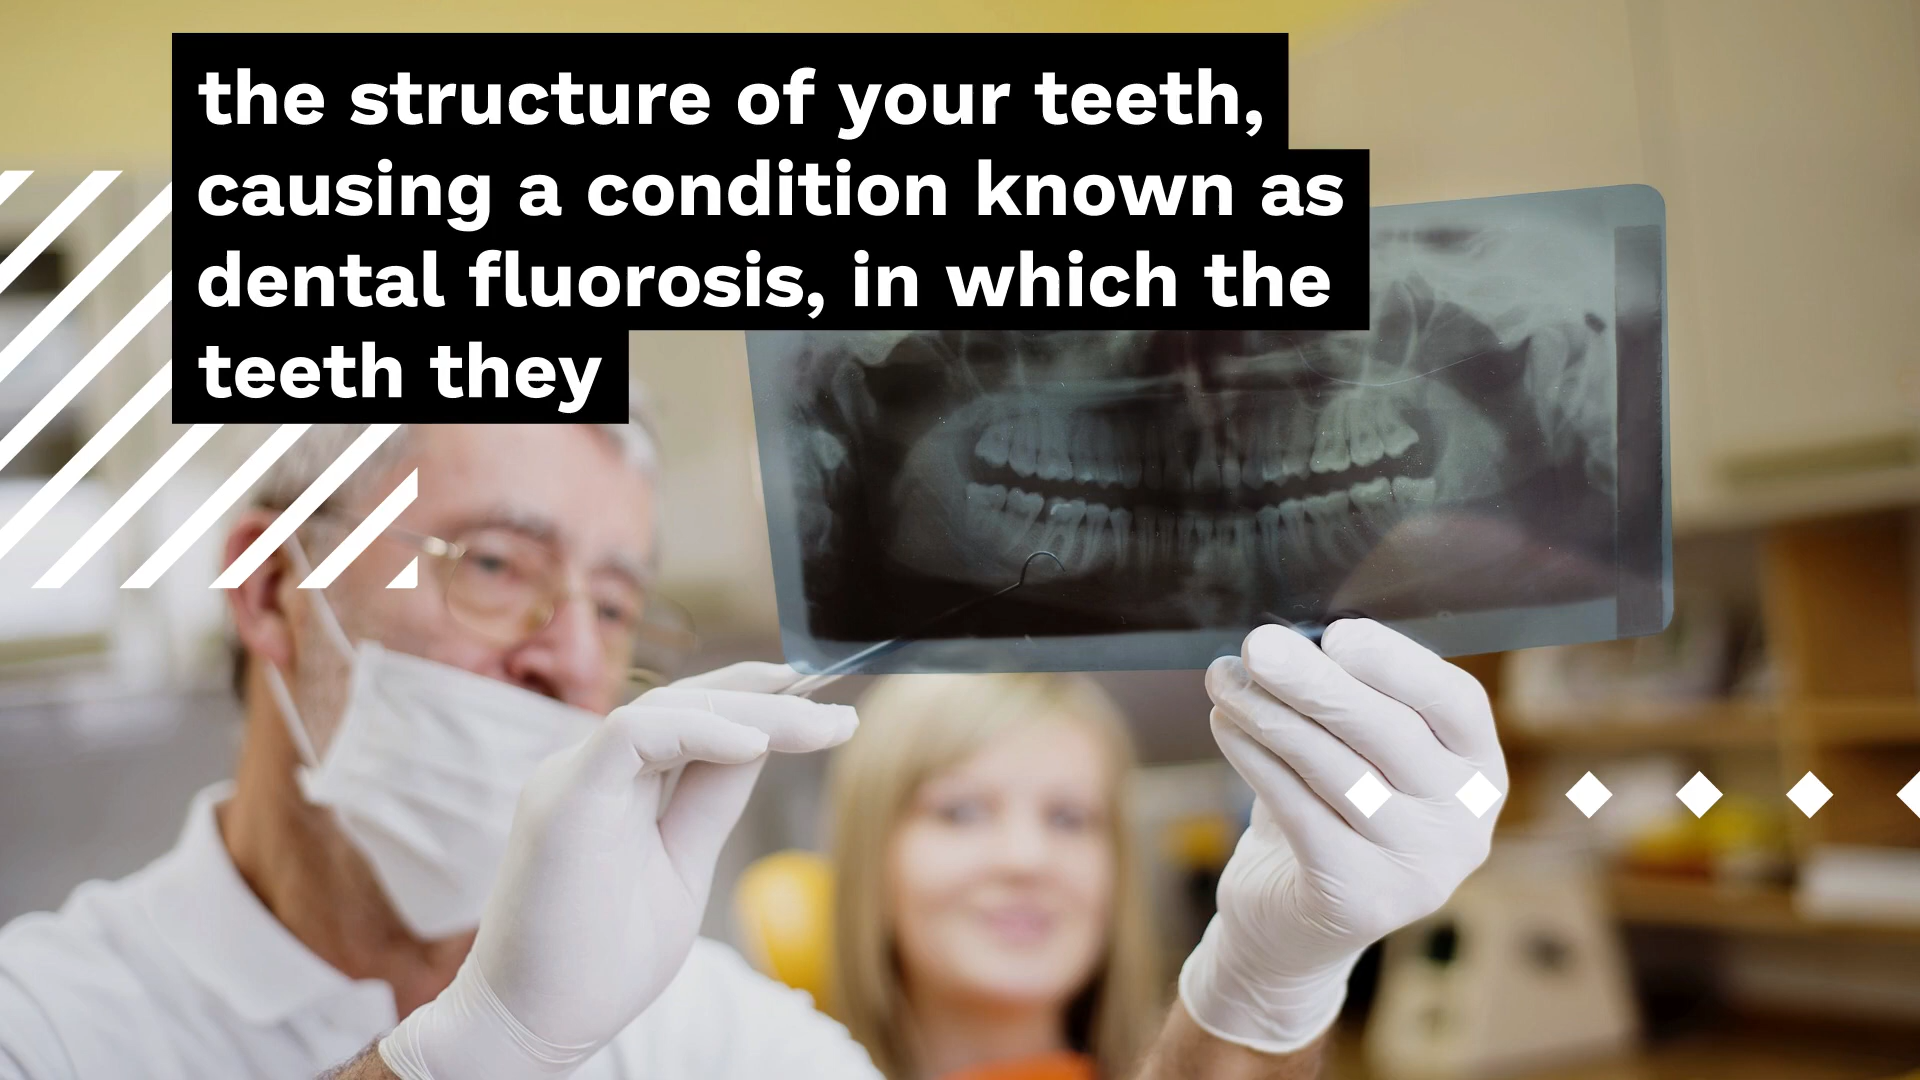 the structure of your teeth,
causing a condition known as
dental fluorosis, in which the
teeth they